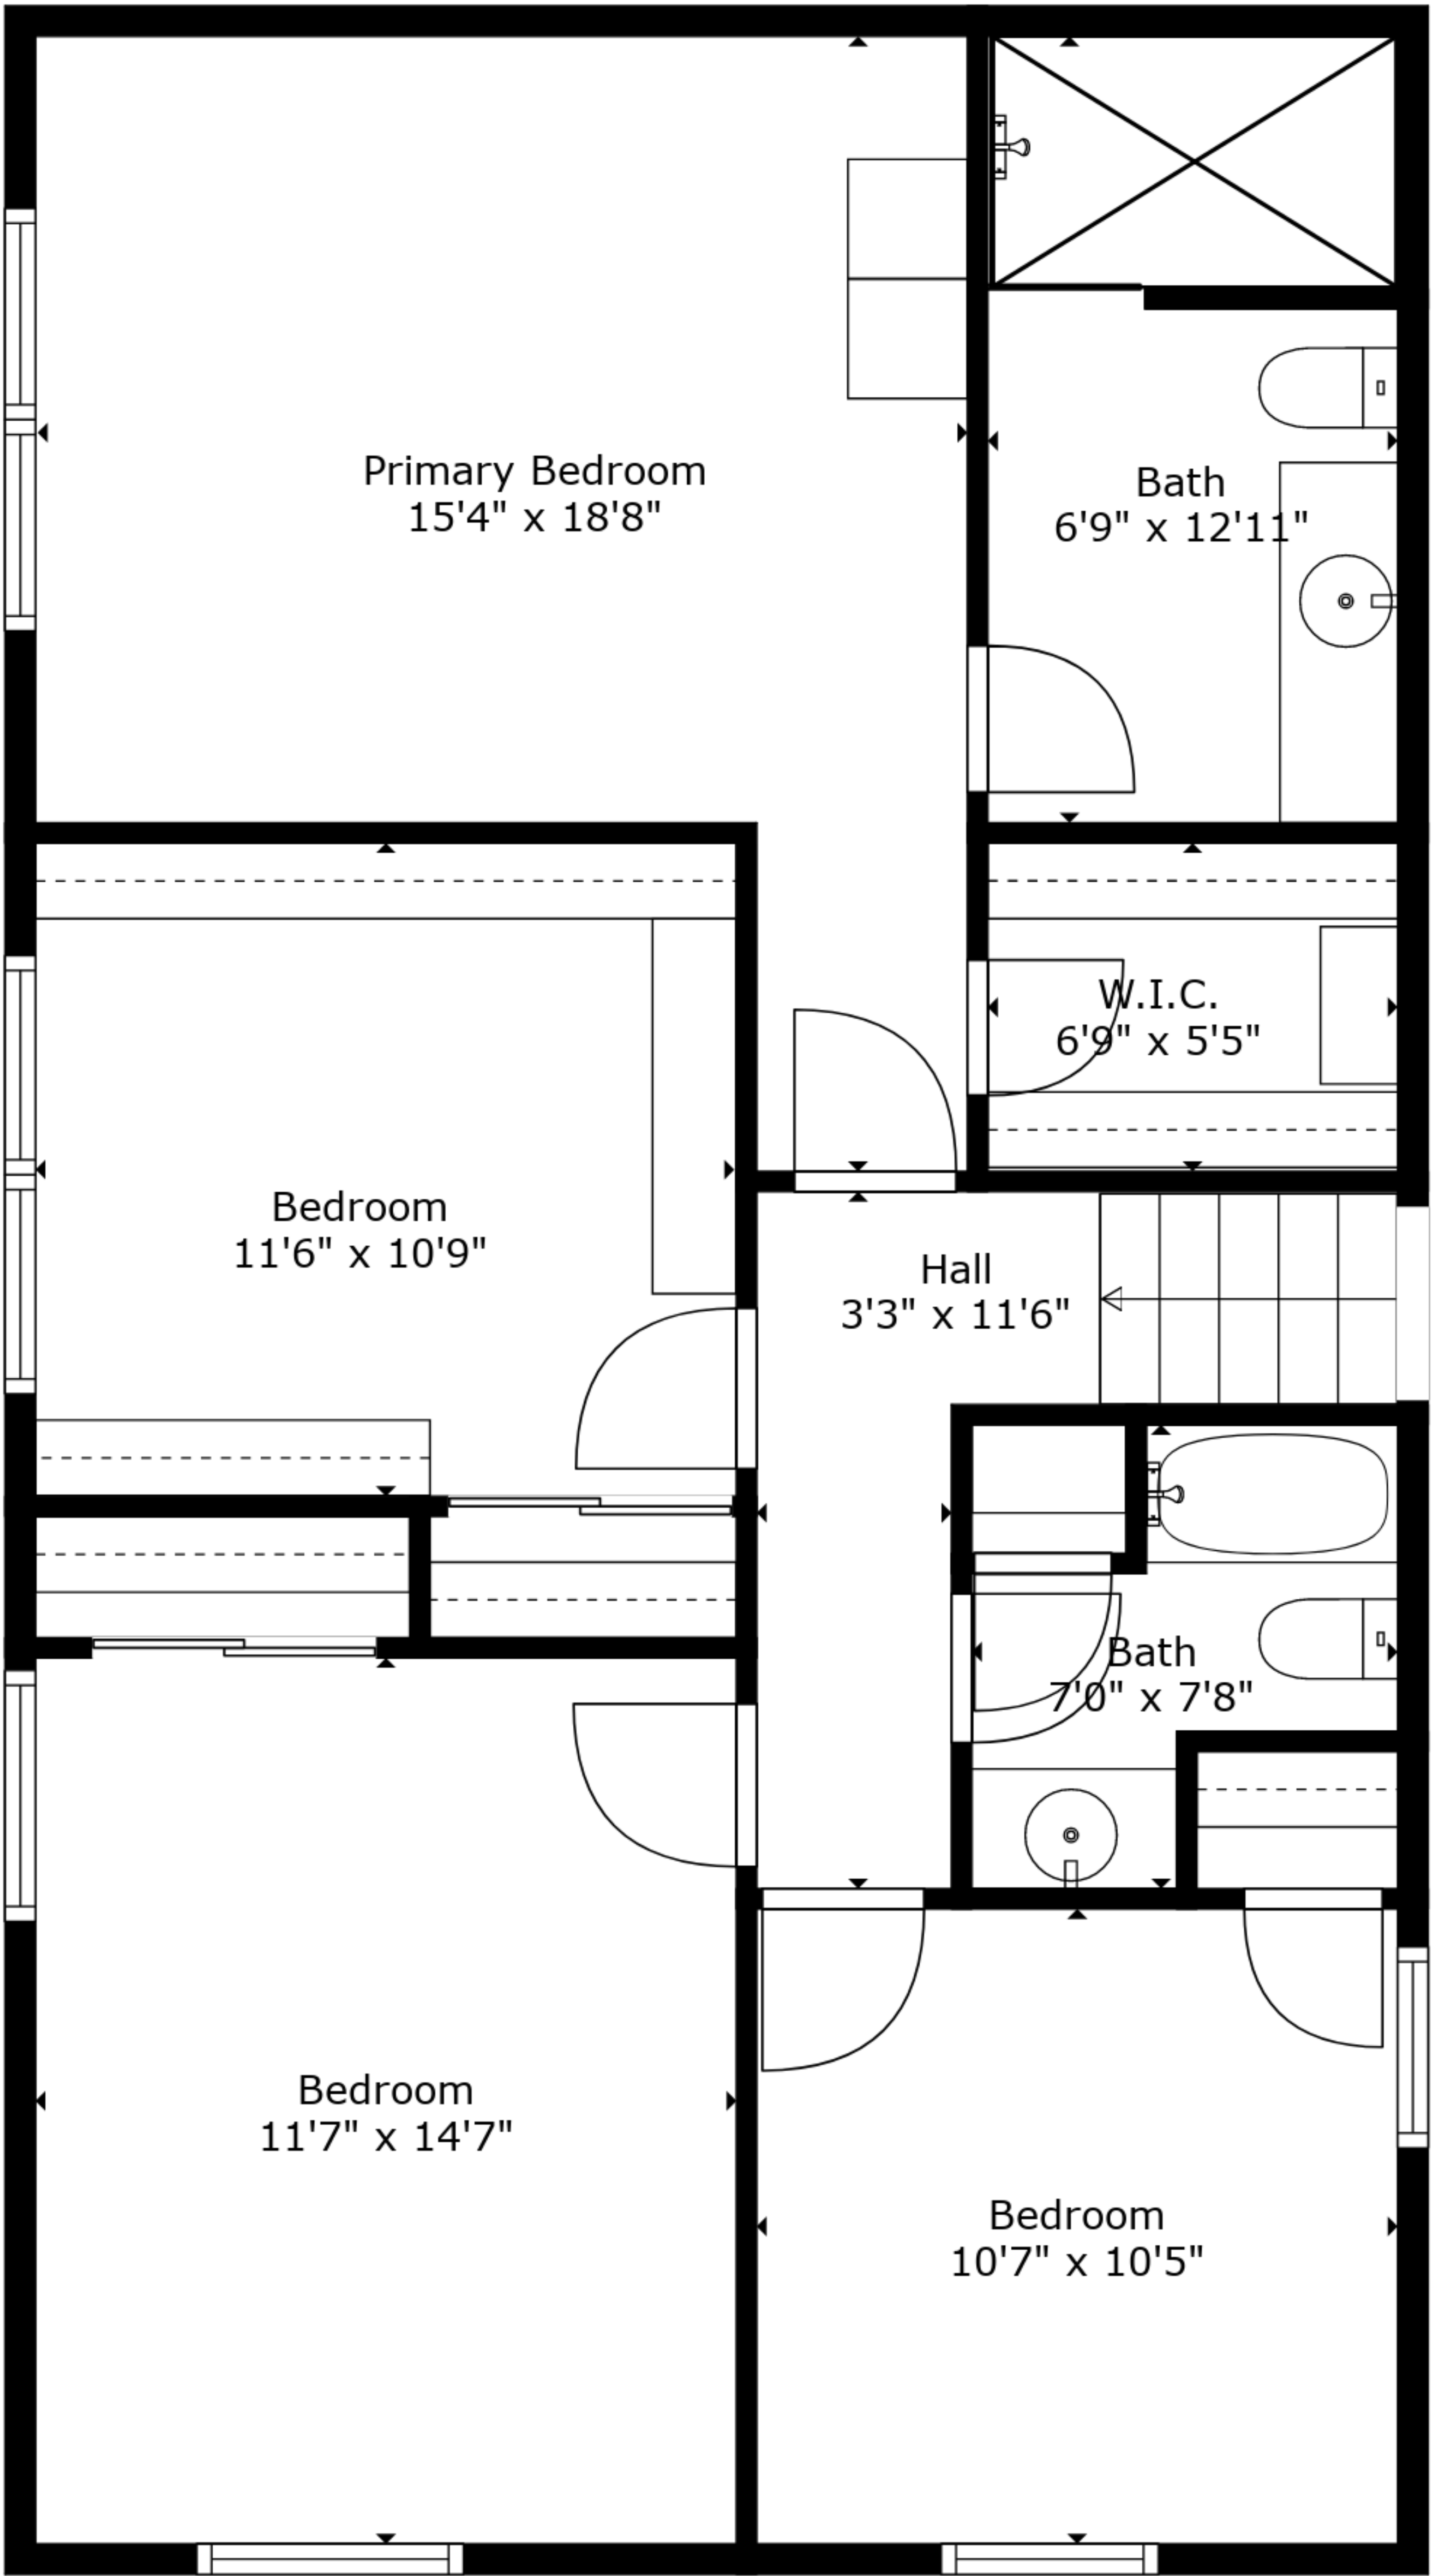 Primary Bedroom
15'4" x 18'8"
Bath
6'9" x 12'11"
W.I.C.
6'9" x 5'5"
Bedroom
11'6" x 10'9"
Hall
3'3" x 11'6"
Bath
7'0" x 7'8"
Bedroom
11'7" x 14'7"
Bedroom
10'7" x 10'5"